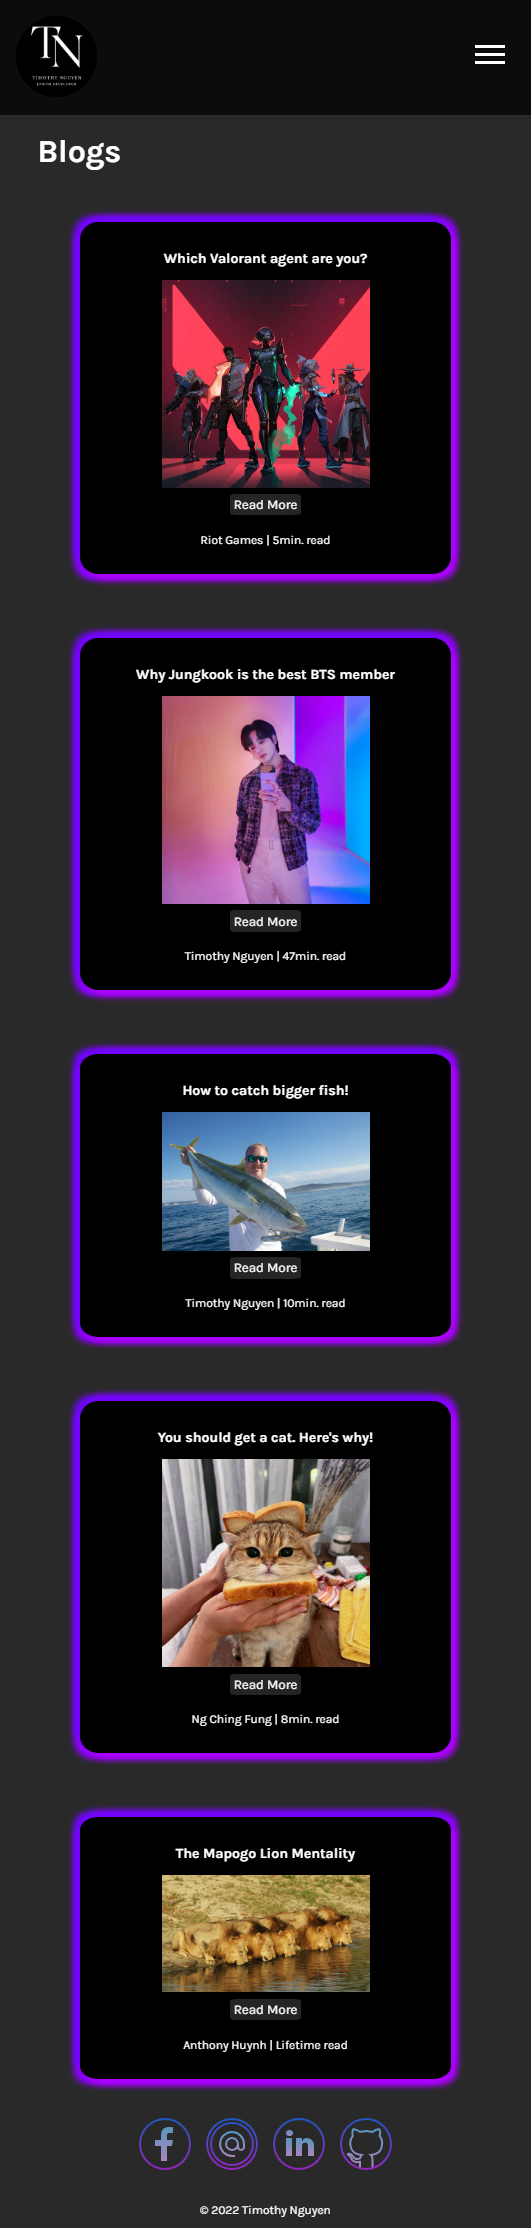 TN
TIMOTHY NGUYEN
JUNIOR DEVELOPER
Blogs
Which Valorant agent are you?
Read More
Riot Games | 5min. read
Why Jungkook is the best BTS member
Read More
Timothy Nguyen | 47min. read
How to catch bigger fish!
Read More
Timothy Nguyen | 10min. read
You should get a cat. Here's why!
Read More
Ng Ching Fung | 8min. read
The Mapogo Lion Mentality
Read More
Anthony Huynh | Lifetime read
© 2022 Timothy Nguyen